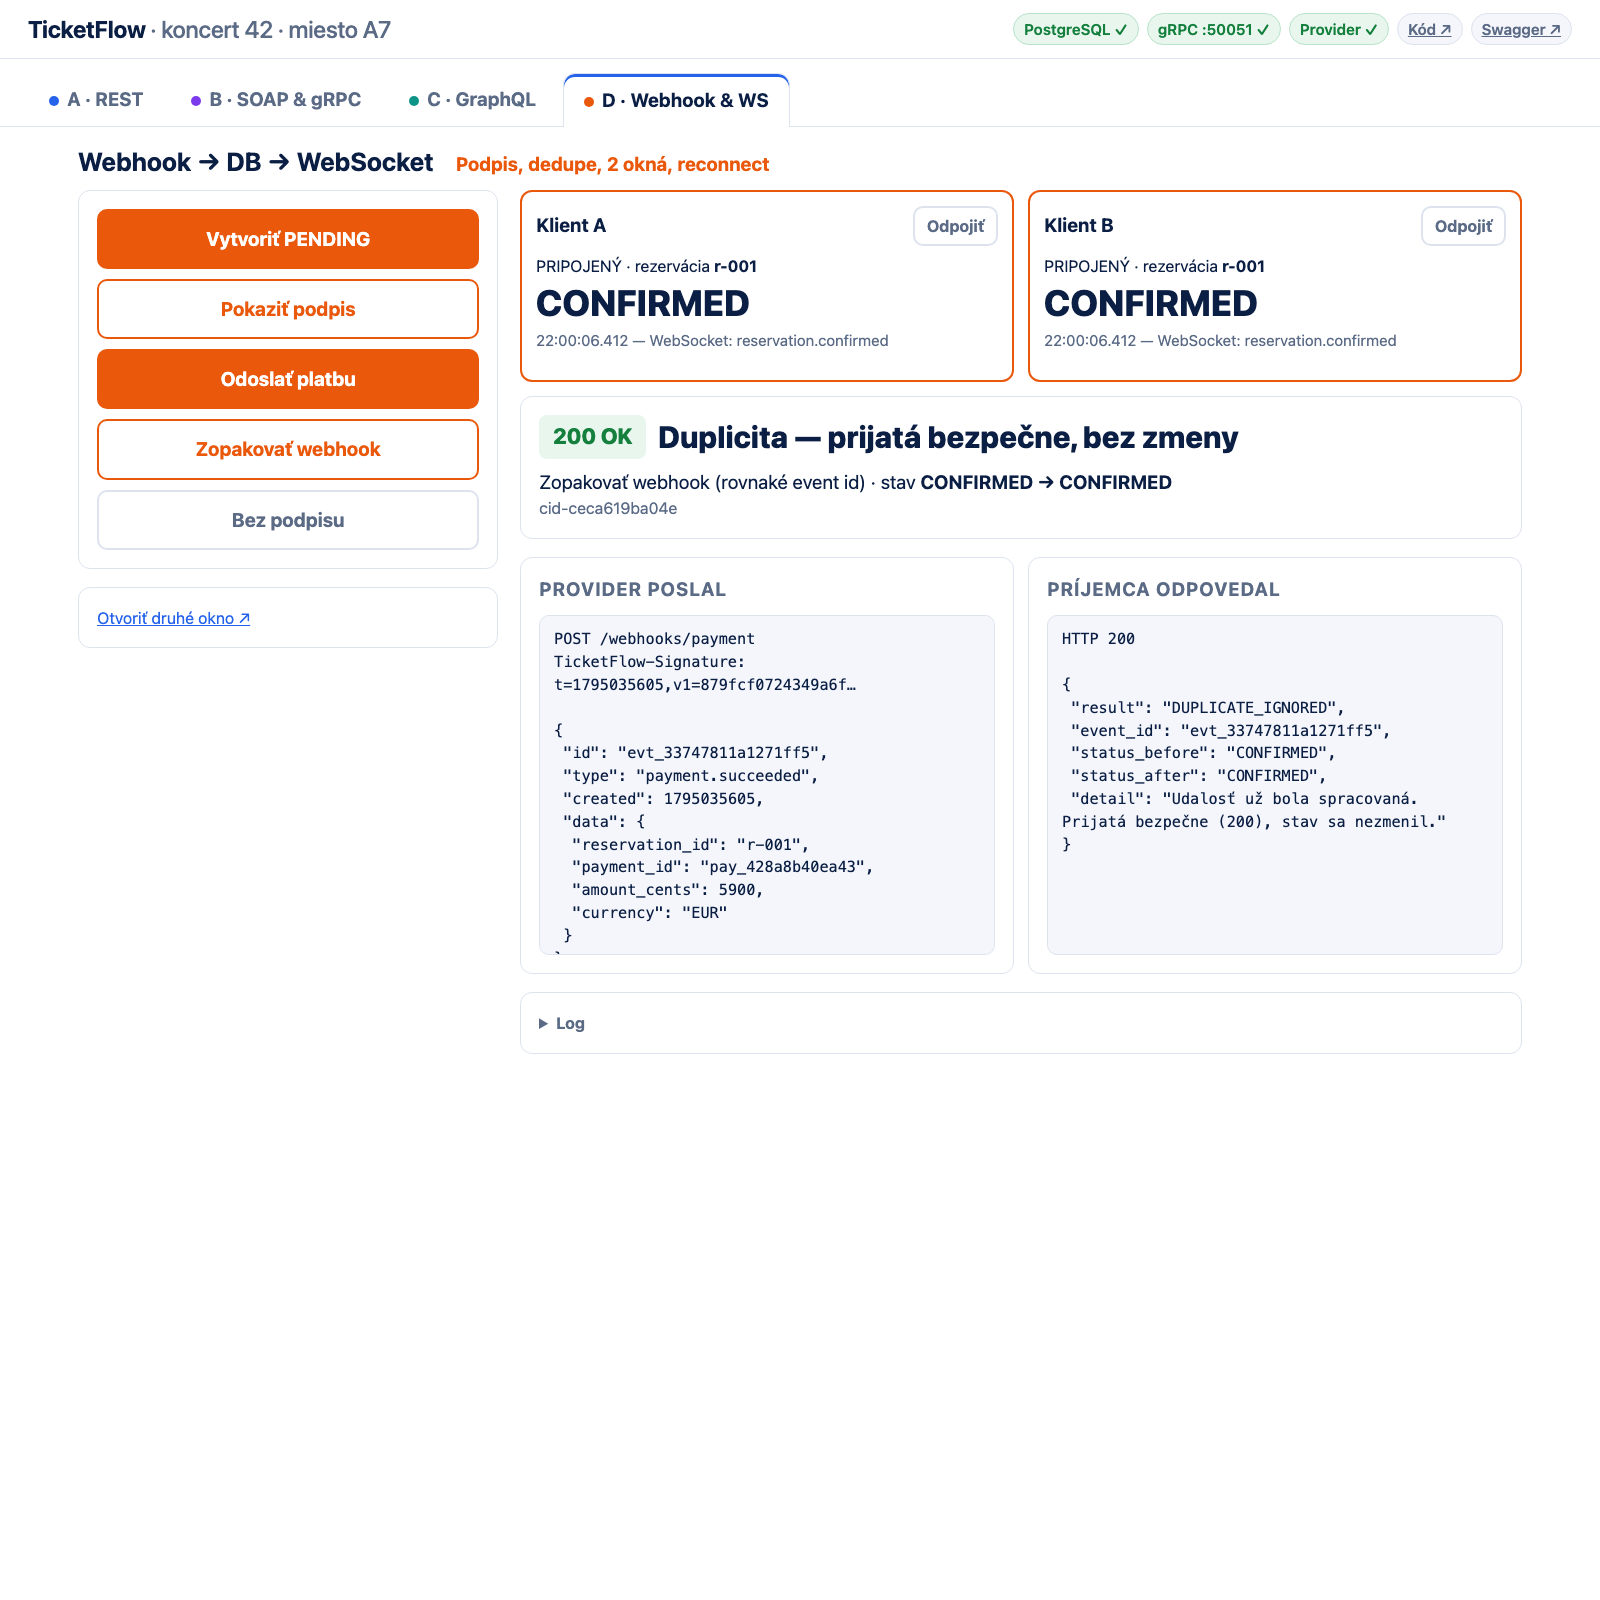 TicketFlow · koncert 42 · miesto A7
PostgreSQL ✓
gRPC :50051 ✓
Provider ✓
Kód ↗
Swagger ↗
A · REST
B · SOAP & gRPC
C · GraphQL
D · Webhook & WS
Webhook → DB → WebSocket
Podpis, dedupe, 2 okná, reconnect
Vytvoriť PENDING
Pokaziť podpis
Odoslať platbu
Zopakovať webhook
Bez podpisu
Otvoriť druhé okno ↗
Klient A
Odpojiť
PRIPOJENÝ · rezervácia r-001
CONFIRMED
22:00:06.412 — WebSocket: reservation.confirmed
Klient B
Odpojiť
PRIPOJENÝ · rezervácia r-001
CONFIRMED
22:00:06.412 — WebSocket: reservation.confirmed
200 OK
Duplicita — prijatá bezpečne, bez zmeny
Zopakovať webhook (rovnaké event id) · stav CONFIRMED → CONFIRMED
cid-ceca619ba04e
PROVIDER POSLAL
POST /webhooks/payment
TicketFlow-Signature:
t=1795035605,v1=879fcf0724349a6f…
{
"id": "evt_33747811a1271ff5",
"type": "payment.succeeded",
"created": 1795035605,
"data": {
"reservation_id": "r-001",
"payment_id": "pay_428a8b40ea43",
"amount_cents": 5900,
"currency": "EUR"
}
PRÍJEMCA ODPOVEDAL
HTTP 200
{
"result": "DUPLICATE_IGNORED",
"event_id": "evt_33747811a1271ff5",
"status_before": "CONFIRMED",
"status_after": "CONFIRMED",
"detail": "Udalosť už bola spracovaná.
Prijatá bezpečne (200), stav sa nezmenil."
}
Log